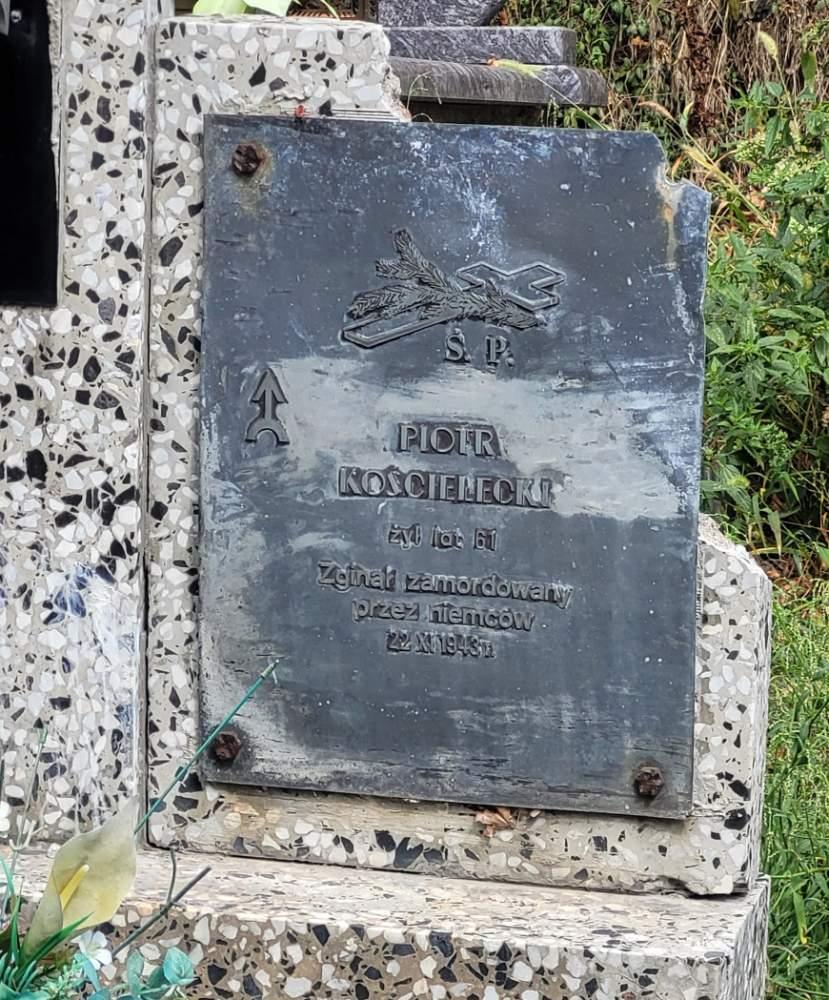 Ś. P.
PIOTR
KOŚCIELECKI
żył lat 61
Zginął zamordowany
przez niemców
22 XI 1943 r.